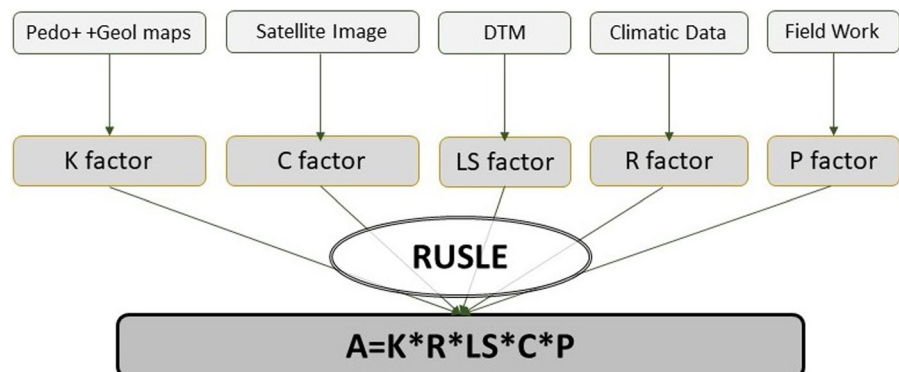 Pedo+ +Geol maps
Satellite Image
DTM
Climatic Data
Field Work
K factor
C factor
LS factor
R factor
P factor
RUSLE
A=K*R*LS*C*P